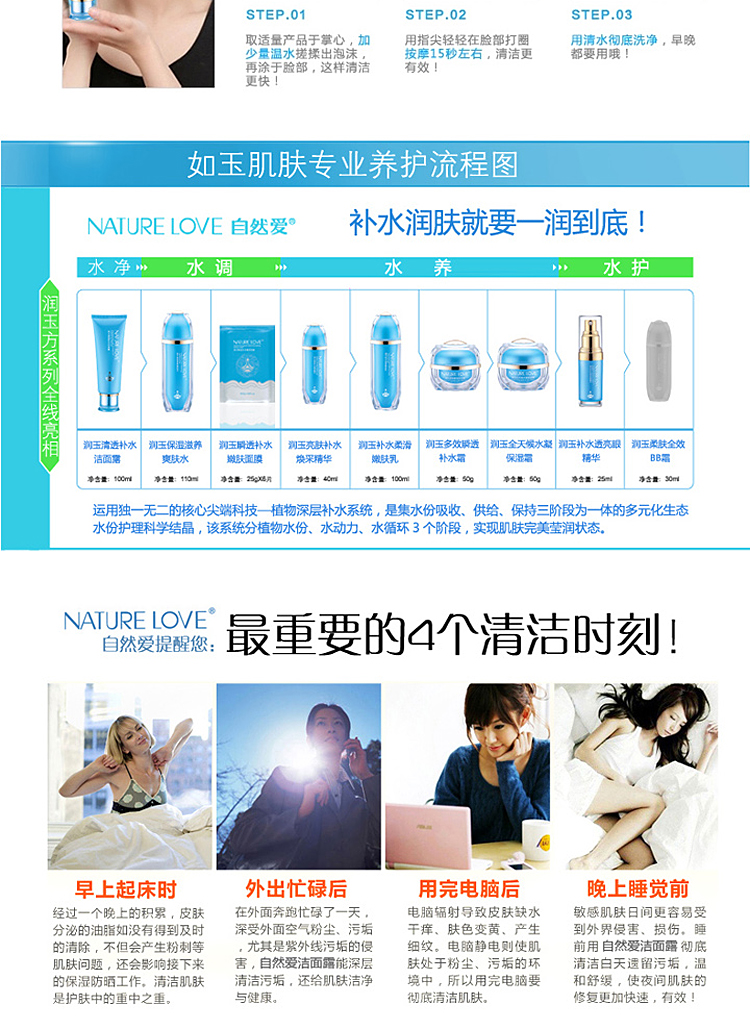 STEP.01
取适量产品于掌心，加
少量温水搓揉出泡沫，
再涂于脸部，这样清洁
更快！
STEP.02
用指尖轻轻在脸部打圈
按摩15秒左右，清洁更
有效！
STEP.03
用清水彻底洗净，早晚
都要用哦！
如玉肌肤专业养护流程图
NATURE LOVE 自然爱® 补水润肤就要一润到底！
润玉方系列全线亮相
水净 水调 水养 水护
NATURE LOVE
润玉清透补水
洁面露
净含量：100ml
润玉保湿滋养
爽肤水
净含量：110ml
润玉瞬透补水
嫩肤面膜
净含量：25gX6片
润玉亮肤补水
焕采精华
净含量：40ml
润玉补水柔滑
嫩肤乳
净含量：100ml
润玉多效瞬透
补水霜
净含量：50g
润玉全天候水凝
保湿霜
净含量：50g
润玉补水透亮眼
精华
净含量：25ml
润玉柔肤全效
BB霜
净含量：30ml
运用独一无二的核心尖端科技—植物深层补水系统，是集水份吸收、供给、保持三阶段为一体的多元化生态
水份护理科学结晶，该系统分植物水份、水动力、水循环３个阶段，实现肌肤完美莹润状态。
NATURE LOVE®
自然爱提醒您：
最重要的4个清洁时刻！
ASUS
早上起床时
经过一个晚上的积累，皮肤
分泌的油脂如没有得到及时
的清除，不但会产生粉刺等
肌肤问题，还会影响接下来
的保湿防晒工作。清洁肌肤
是护肤中的重中之重。
外出忙碌后
在外面奔跑忙碌了一天，
深受外面空气粉尘、污垢
，尤其是紫外线污垢的侵
害，自然爱洁面露能深层
清洁污垢，还给肌肤洁净
与健康。
用完电脑后
电脑辐射导致皮肤缺水
干痒、肤色变黄、产生
细纹。电脑静电则使肌
肤处于粉尘、污垢的环
境中，所以用完电脑要
彻底清洁肌肤。
晚上睡觉前
敏感肌肤日间更容易受
到外界侵害、损伤。睡
前用自然爱洁面露彻底
清洁白天遗留污垢，温
和舒缓，使夜间肌肤的
修复更加快速，有效！